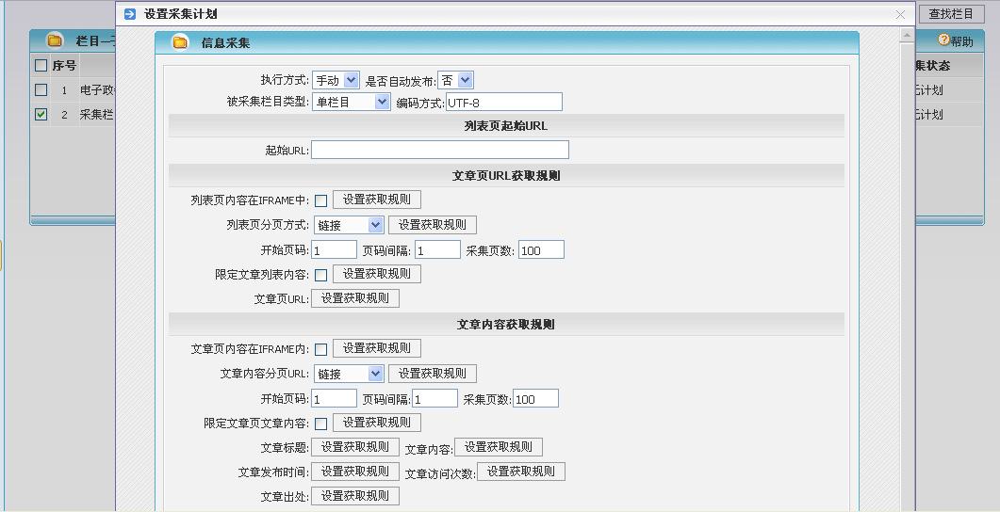 设置采集计划
查找栏目
栏目
帮助
信息采集
序号
集状态
执行方式: 手动 是否自动发布: 否
1 电子政
计划
被采集栏目类型: 单栏目 编码方式: UTF-8
2 采集栏
计划
列表页起始URL
起始URL:
文章页URL获取规则
列表页内容在IFRAME中: 设置获取规则
列表页分页方式: 链接 设置获取规则
开始页码: 1 页码间隔: 1 采集页数: 100
限定文章列表内容: 设置获取规则
文章页URL: 设置获取规则
文章内容获取规则
文章页内容在IFRAME内: 设置获取规则
文章内容分页URL: 链接 设置获取规则
开始页码: 1 页码间隔: 1 采集页数: 100
限定文章页文章内容: 设置获取规则
文章标题: 设置获取规则 文章内容: 设置获取规则
文章发布时间: 设置获取规则 文章访问次数: 设置获取规则
文章出处: 设置获取规则